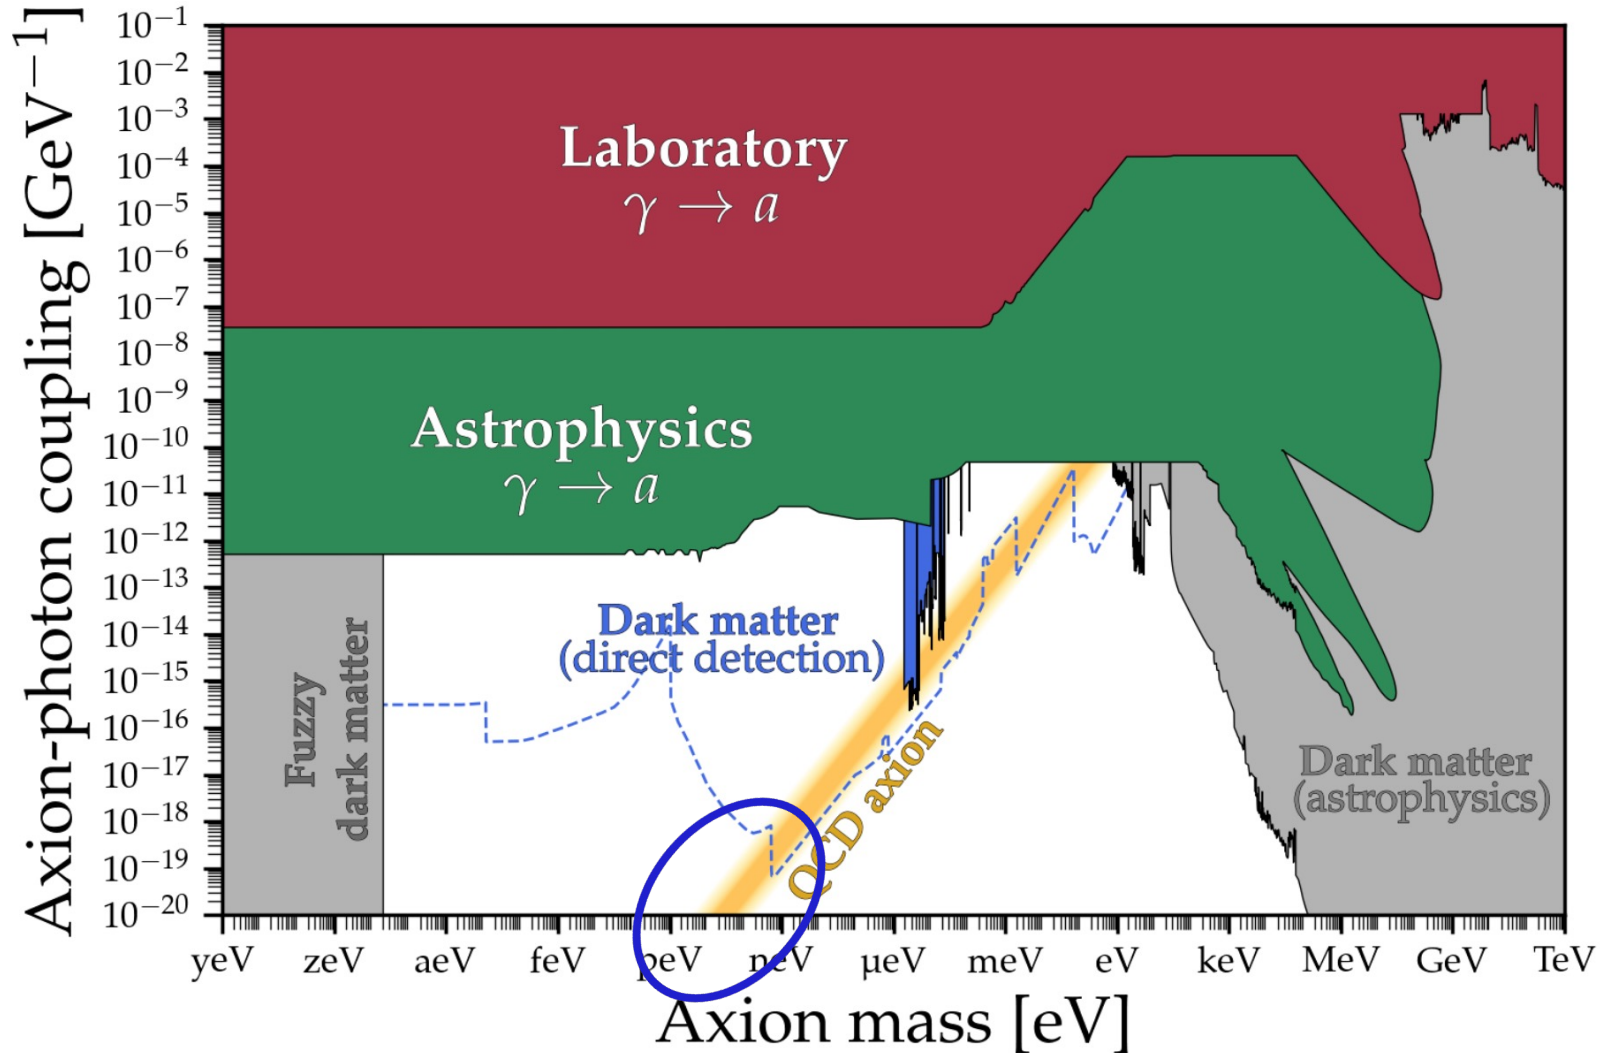 Axion-photon coupling [GeV⁻¹]
10⁻¹
10⁻²
10⁻³
10⁻⁴
10⁻⁵
10⁻⁶
10⁻⁷
10⁻⁸
10⁻⁹
10⁻¹⁰
10⁻¹¹
10⁻¹²
10⁻¹³
10⁻¹⁴
10⁻¹⁵
10⁻¹⁶
10⁻¹⁷
10⁻¹⁸
10⁻¹⁹
10⁻²⁰
Laboratory
γ → a
Astrophysics
γ → a
Dark matter
(direct detection)
Fuzzy
dark matter
QCD axion
Dark matter
(astrophysics)
yeV zeV aeV feV peV neV μeV meV eV keV MeV GeV TeV
Axion mass [eV]